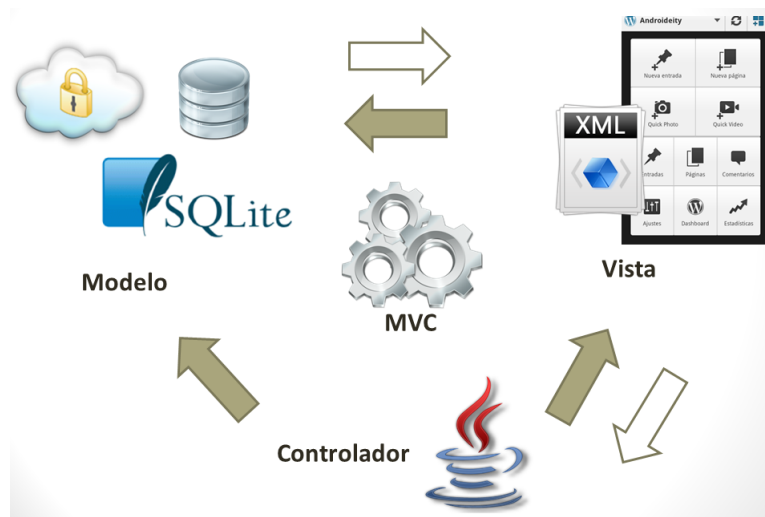 Androideity
Nueva entrada
Nueva página
Quick Photo
Quick Video
XML
ntradas
Páginas
Comentarios
Ajustes
Dashboard
Estadísticas
SQLite
Modelo
Vista
MVC
Controlador